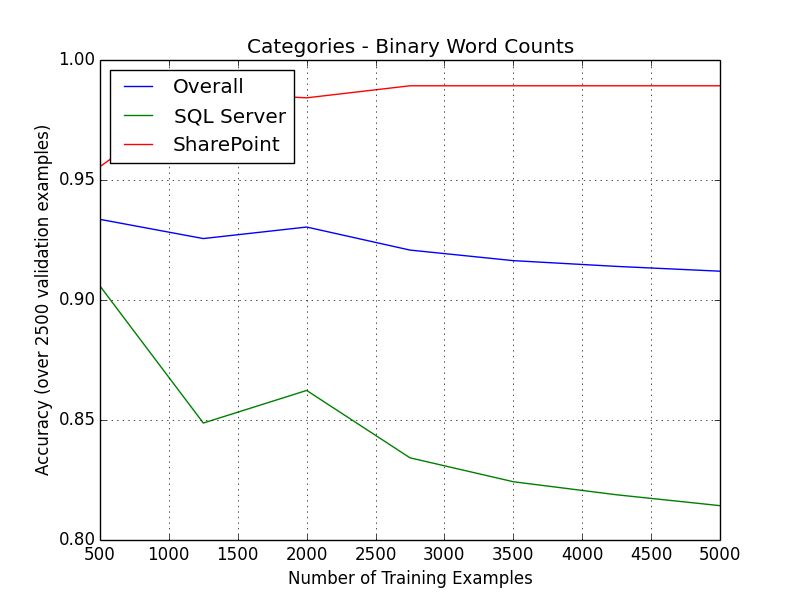 Categories - Binary Word Counts
1.00
0.95
0.90
0.85
0.80
Accuracy (over 2500 validation examples)
Overall
SQL Server
SharePoint
500 1000 1500 2000 2500 3000 3500 4000 4500 5000
Number of Training Examples